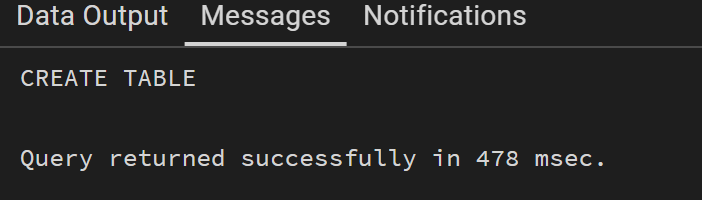 Data Output Messages Notifications
CREATE TABLE
Query returned successfully in 478 msec.